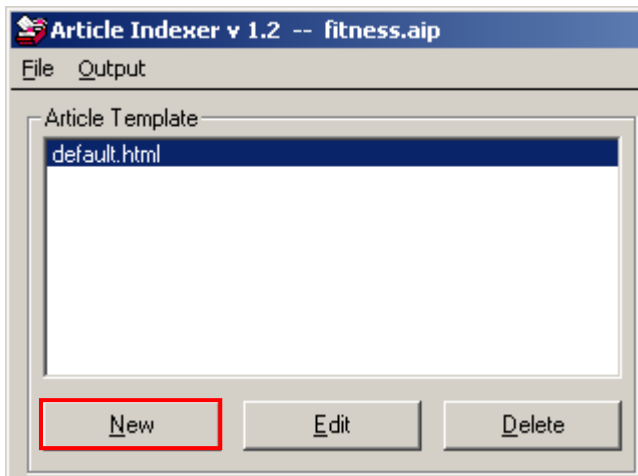 Article Indexer v 1.2 -- fitness.aip
File Output
Article Template
default.html
New Edit Delete